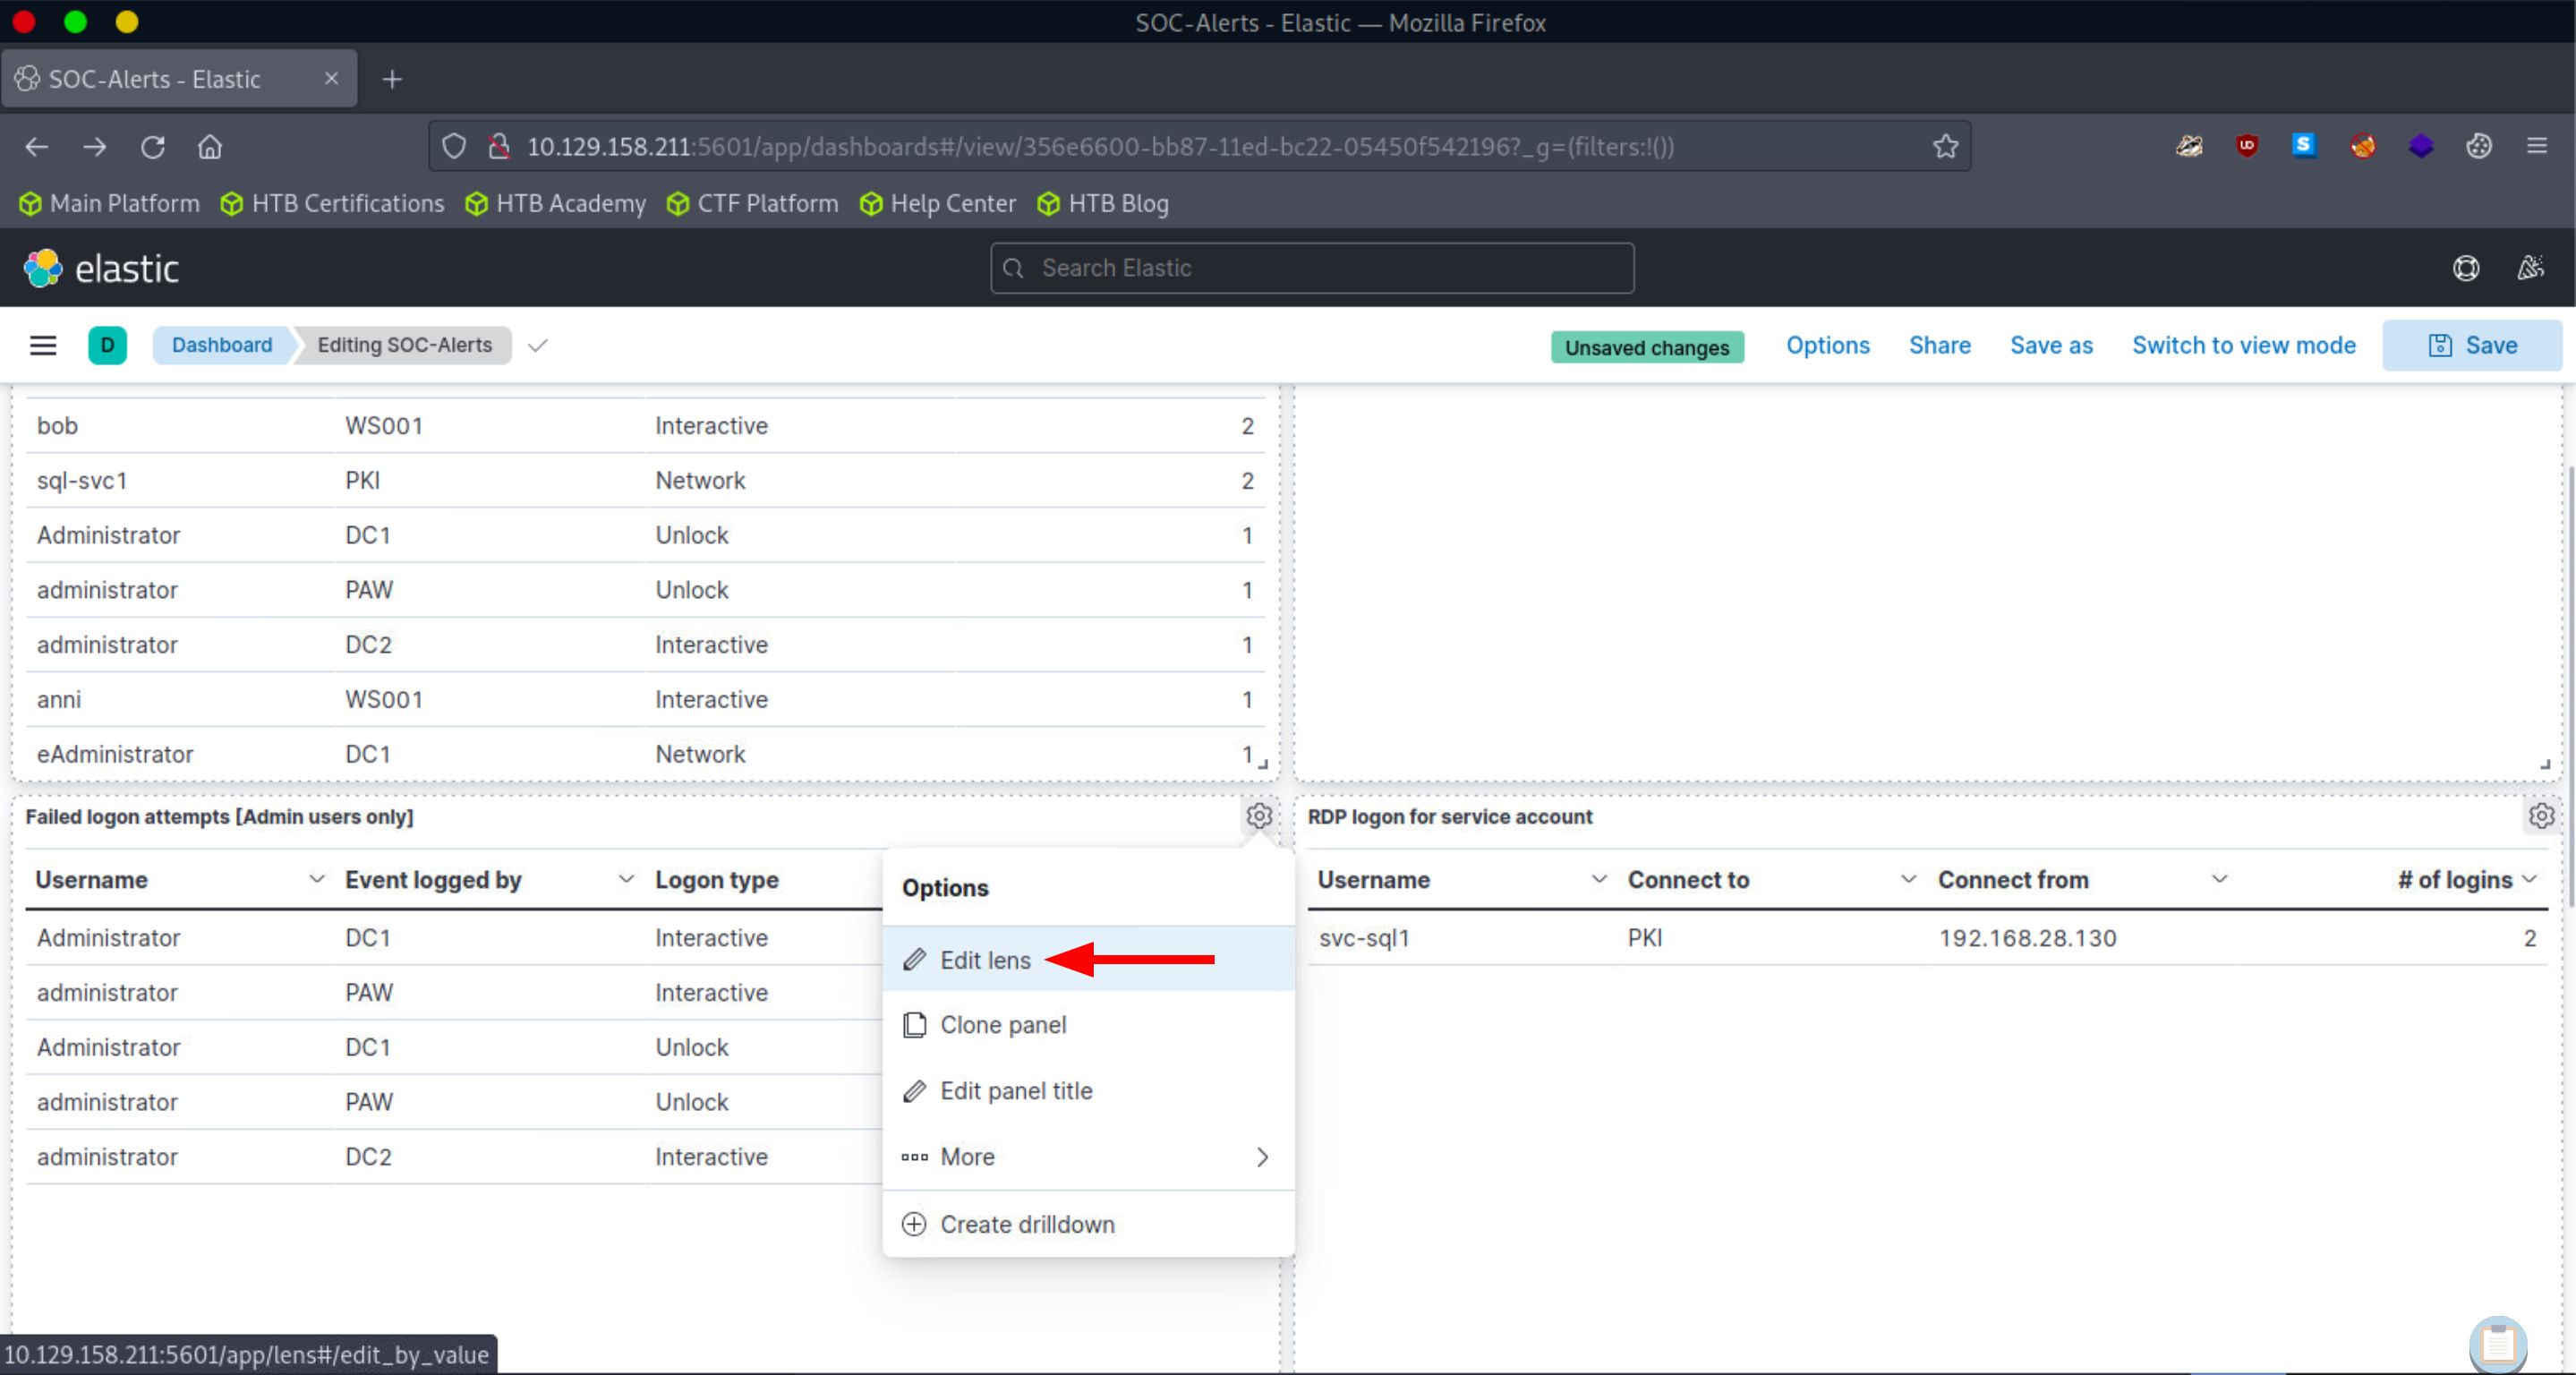 SOC-Alerts - Elastic — Mozilla Firefox
SOC-Alerts - Elastic
10.129.158.211:5601/app/dashboards#/view/356e6600-bb87-11ed-bc22-05450f542196?_g=(filters:!())
Main Platform HTB Certifications HTB Academy CTF Platform Help Center HTB Blog
elastic Search Elastic
D Dashboard Editing SOC-Alerts Unsaved changes Options Share Save as Switch to view mode Save
bob WS001 Interactive 2
sql-svc1 PKI Network 2
Administrator DC1 Unlock 1
administrator PAW Unlock 1
administrator DC2 Interactive 1
anni WS001 Interactive 1
eAdministrator DC1 Network 1
Failed logon attempts [Admin users only]
Username Event logged by Logon type
Administrator DC1 Interactive
administrator PAW Interactive
Administrator DC1 Unlock
administrator PAW Unlock
administrator DC2 Interactive
Options
Edit lens
Clone panel
Edit panel title
More
Create drilldown
RDP logon for service account
Username Connect to Connect from # of logins
svc-sql1 PKI 192.168.28.130 2
10.129.158.211:5601/app/lens#/edit_by_value